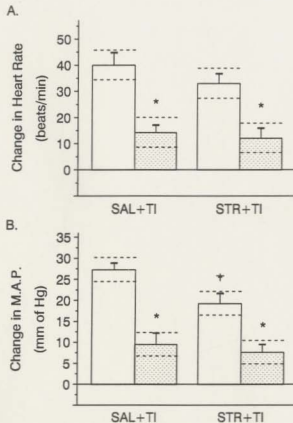 A.
Change in Heart Rate
(beats/min)
50
40
30
20
10
0
*
*
SAL+TI
STR+TI
B.
Change in M.A.P.
(mm of Hg)
35
30
25
20
15
10
5
0
*
+
*
SAL+TI
STR+TI